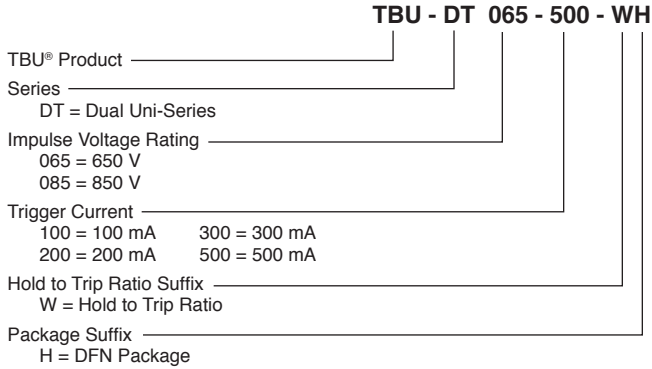 TBU - DT 065 - 500 - WH
TBU® Product
Series
DT = Dual Uni-Series
Impulse Voltage Rating
065 = 650 V
085 = 850 V
Trigger Current
100 = 100 mA 300 = 300 mA
200 = 200 mA 500 = 500 mA
Hold to Trip Ratio Suffix
W = Hold to Trip Ratio
Package Suffix
H = DFN Package